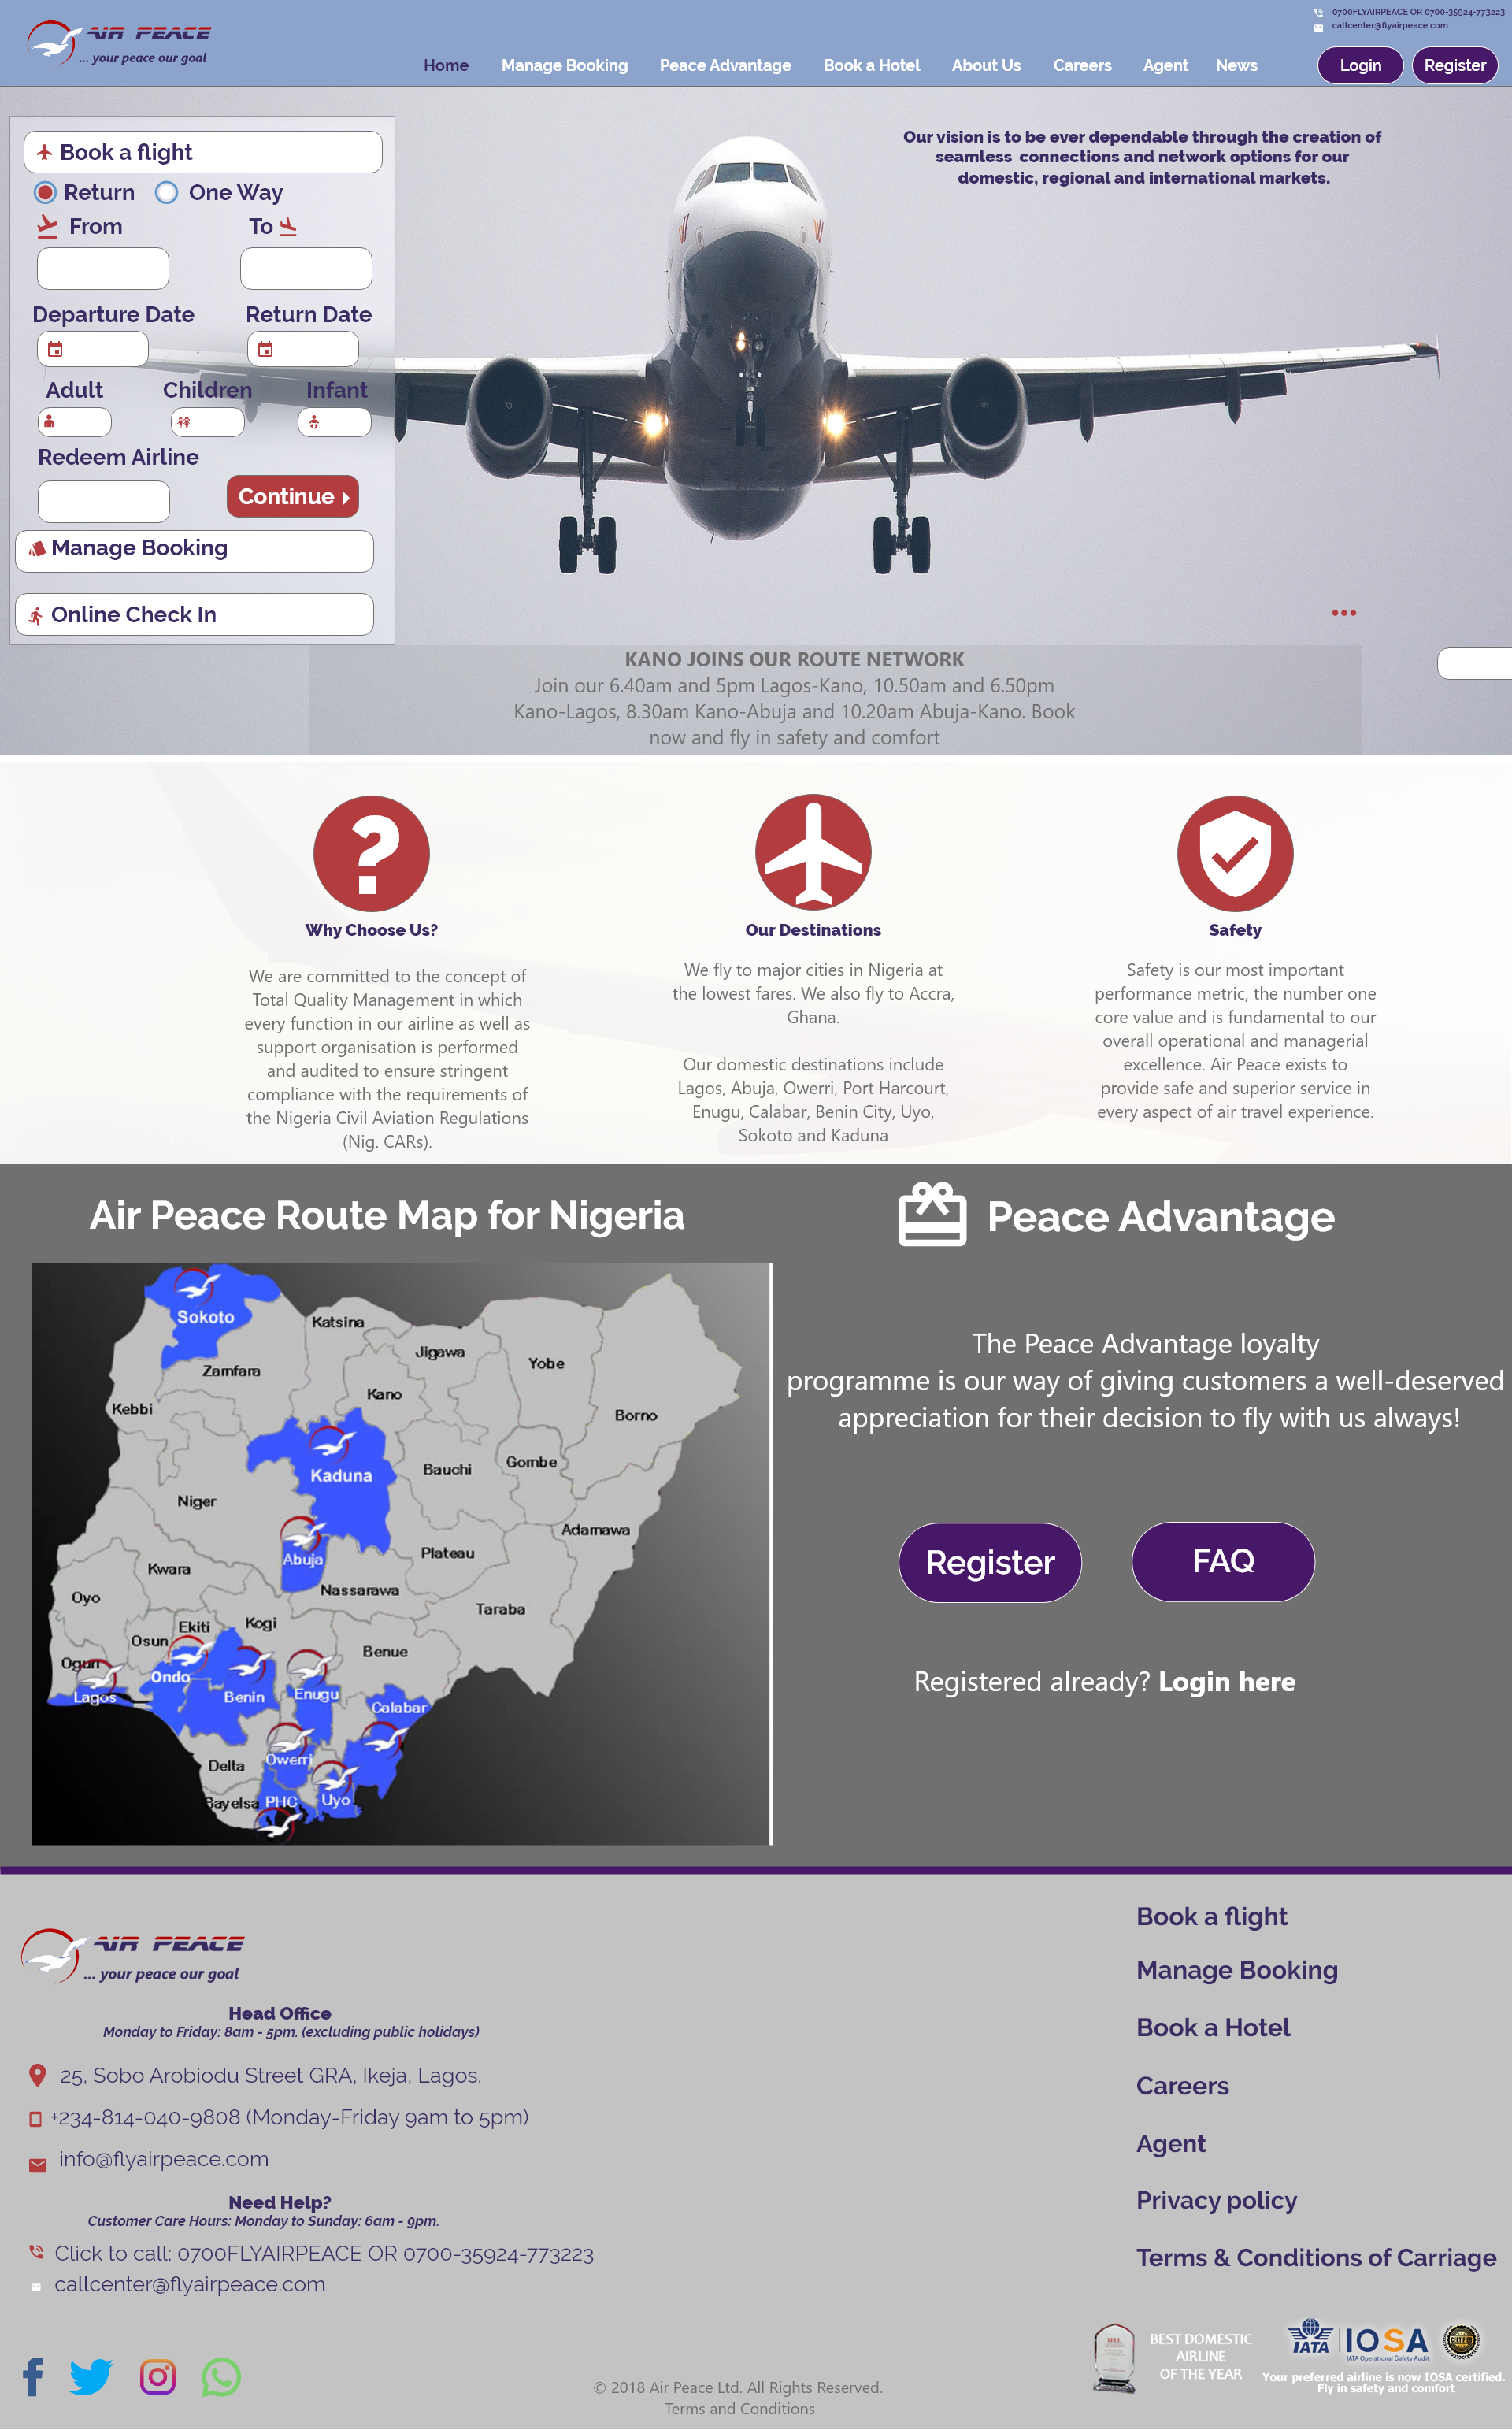 AIR PEACE
... your peace our goal
0700FLYAIRPEACE OR 0700-35924-773223
callcenter@flyairpeace.com
Home Manage Booking Peace Advantage Book a Hotel About Us Careers Agent News Login Register
Book a flight
Return One Way
From To
Departure Date Return Date
Adult Children Infant
Redeem Airline
Continue
Manage Booking
Online Check In
Our vision is to be ever dependable through the creation of
seamless connections and network options for our
domestic, regional and international markets.
KANO JOINS OUR ROUTE NETWORK
Join our 6.40am and 5pm Lagos-Kano, 10.50am and 6.50pm
Kano-Lagos, 8.30am Kano-Abuja and 10.20am Abuja-Kano. Book
now and fly in safety and comfort
Why Choose Us?
We are committed to the concept of
Total Quality Management in which
every function in our airline as well as
support organisation is performed
and audited to ensure stringent
compliance with the requirements of
the Nigeria Civil Aviation Regulations
(Nig. CARs).
Our Destinations
We fly to major cities in Nigeria at
the lowest fares. We also fly to Accra,
Ghana.
Our domestic destinations include
Lagos, Abuja, Owerri, Port Harcourt,
Enugu, Calabar, Benin City, Uyo,
Sokoto and Kaduna
Safety
Safety is our most important
performance metric, the number one
core value and is fundamental to our
overall operational and managerial
excellence. Air Peace exists to
provide safe and superior service in
every aspect of air travel experience.
Air Peace Route Map for Nigeria
Sokoto
Katsina
Jigawa
Yobe
Zamfara
Kano
Kebbi
Borno
Kaduna
Bauchi
Gombe
Niger
Adamawa
Abuja
Plateau
Kwara
Nassarawa
Oyo
Taraba
Ekiti
Kogi
Osun
Benue
Ogun
Ondo
Lagos
Benin
Enugu
Calabar
Owerri
Delta
Bayelsa
PHC
Uyo
Peace Advantage
The Peace Advantage loyalty
programme is our way of giving customers a well-deserved
appreciation for their decision to fly with us always!
Register FAQ
Registered already? Login here
AIR PEACE
... your peace our goal
Head Office
Monday to Friday: 8am - 5pm. (excluding public holidays)
25, Sobo Arobiodu Street GRA, Ikeja, Lagos.
+234-814-040-9808 (Monday-Friday 9am to 5pm)
info@flyairpeace.com
Need Help?
Customer Care Hours: Monday to Sunday: 6am - 9pm.
Click to call: 0700FLYAIRPEACE OR 0700-35924-773223
callcenter@flyairpeace.com
Book a flight
Manage Booking
Book a Hotel
Careers
Agent
Privacy policy
Terms & Conditions of Carriage
© 2018 Air Peace Ltd. All Rights Reserved.
Terms and Conditions
BEST DOMESTIC
AIRLINE
OF THE YEAR
IATA IOSA
IATA Operational Safety Audit
CERTIFIED
Your preferred airline is now IOSA certified.
Fly in safety and comfort